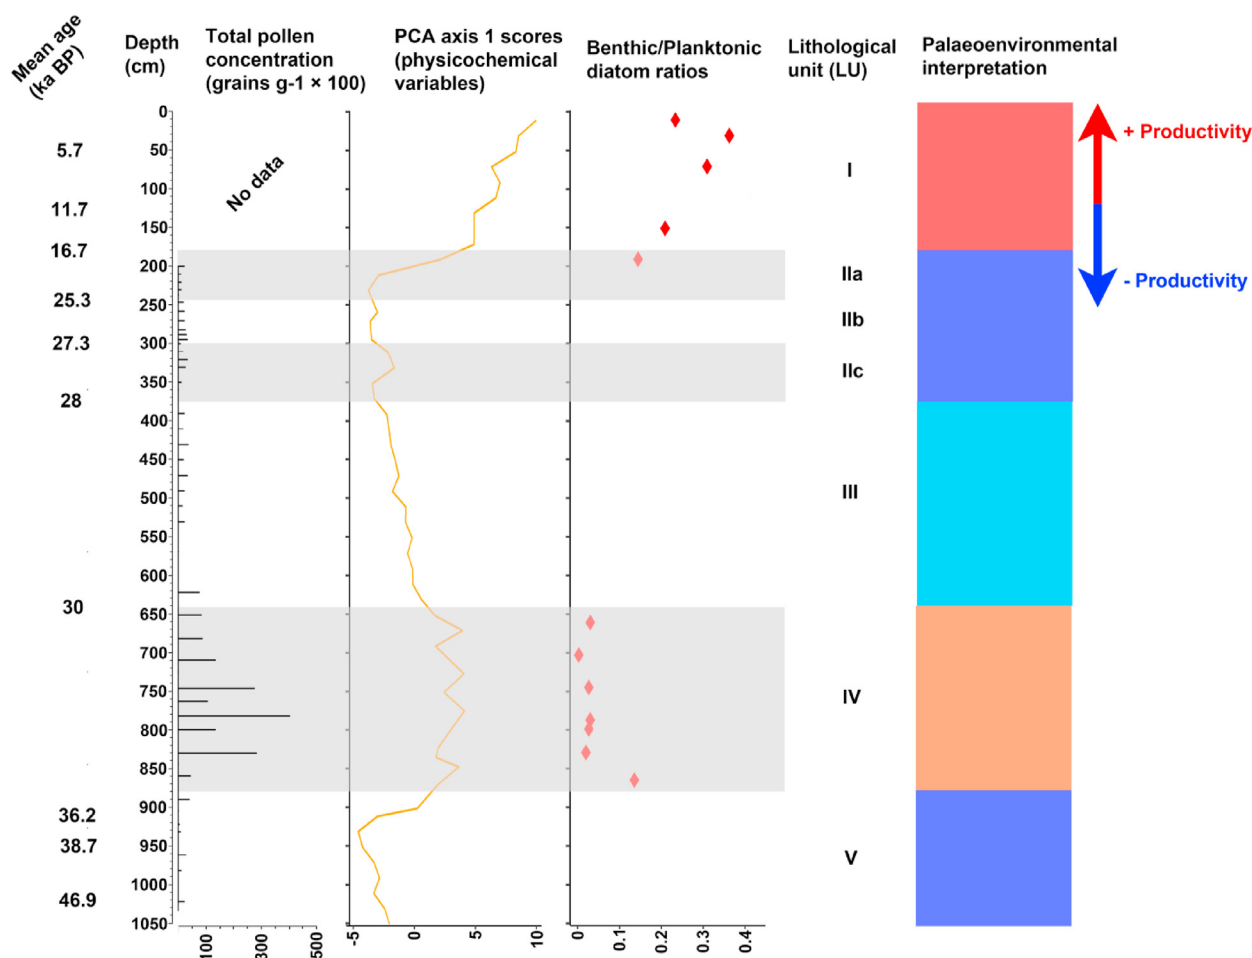 Mean age
(ka BP)
Depth
(cm)
Total pollen
concentration
(grains g-1 × 100)
PCA axis 1 scores
(physicochemical
variables)
Benthic/Planktonic
diatom ratios
Lithological
unit (LU)
Palaeoenvironmental
interpretation
5.7
11.7
16.7
25.3
27.3
28
30
36.2
38.7
46.9
0
50
100
150
200
250
300
350
400
450
500
550
600
650
700
750
800
850
900
950
1000
1050
No data
100
300
500
-5
0
5
10
0
0.1
0.2
0.3
0.4
I
IIa
IIb
IIc
III
IV
V
+ Productivity
- Productivity